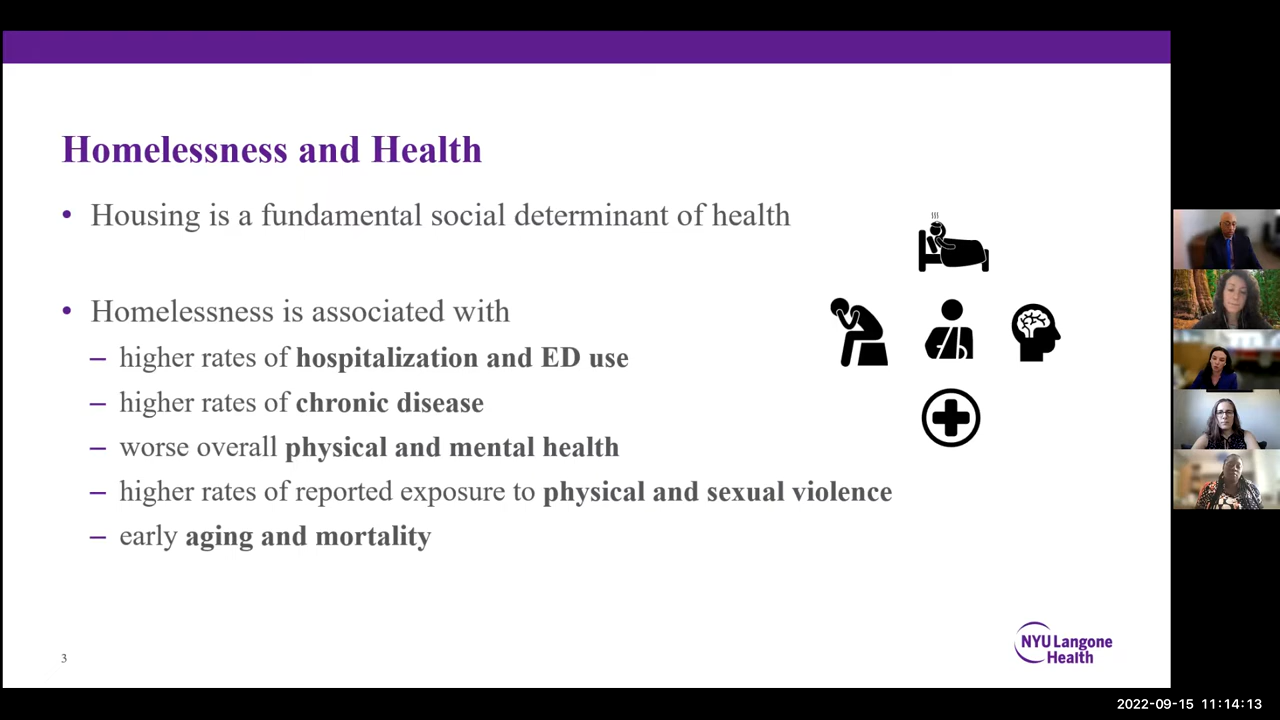 Homelessness and Health
• Housing is a fundamental social determinant of health
• Homelessness is associated with
– higher rates of hospitalization and ED use
– higher rates of chronic disease
– worse overall physical and mental health
– higher rates of reported exposure to physical and sexual violence
– early aging and mortality
3
NYU Langone
Health
2022-09-15 11:14:13